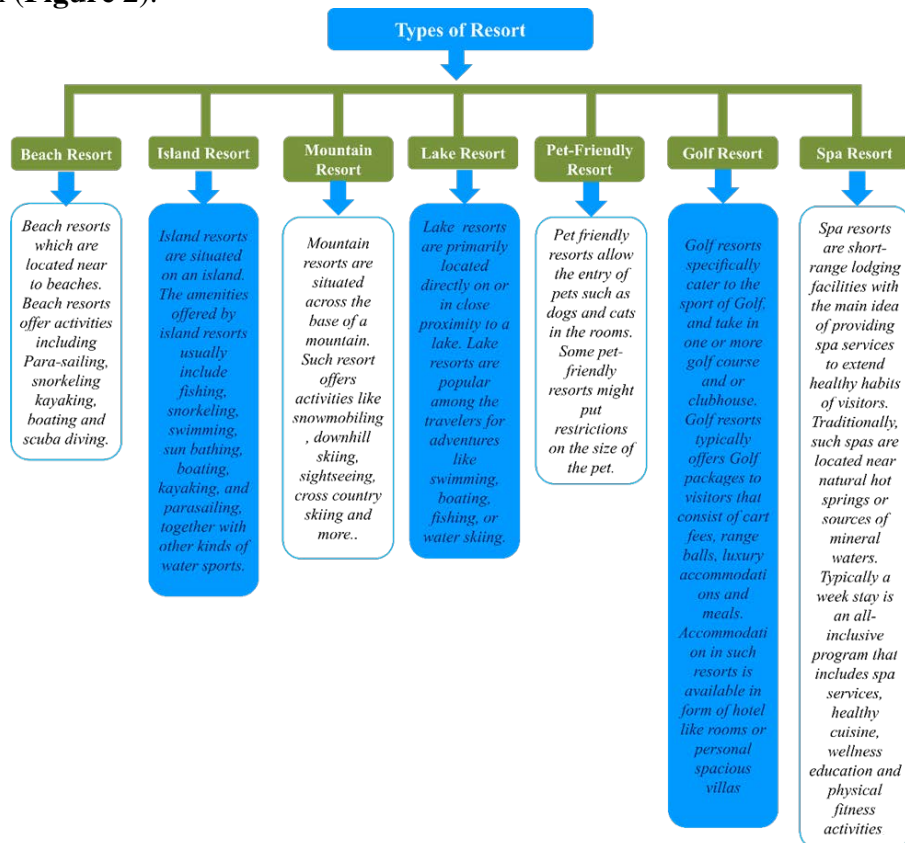 (Figure 2).
Types of Resort
Beach Resort
Island Resort
Mountain
Resort
Lake Resort
Pet-Friendly
Resort
Golf Resort
Spa Resort
Beach resorts
which are
located near
to beaches.
Beach resorts
offer activities
including
Para-sailing,
snorkeling
kayaking,
boating and
scuba diving.
Island resorts
are situated
on an island.
The amenities
offered by
island resorts
usually
include
fishing,
snorkeling,
swimming,
sun bathing,
boating,
kayaking, and
parasailing,
together with
other kinds of
water sports.
Mountain
resorts are
situated
across the
base of a
mountain.
Such resort
offers
activities like
snowmobiling
, downhill
skiing,
sightseeing,
cross country
skiing and
more..
Lake resorts
are primarily
located
directly on or
in close
proximity to a
lake. Lake
resorts are
popular
among the
travelers for
adventures
like
swimming,
boating,
fishing, or
water skiing.
Pet friendly
resorts allow
the entry of
pets such as
dogs and cats
in the rooms.
Some pet-
friendly
resorts might
put
restrictions
on the size of
the pet.
Golf resorts
specifically
cater to the
sport of Golf,
and take in
one or more
golf course
and or
clubhouse.
Golf resorts
typically
offers Golf
packages to
visitors that
consist of cart
fees, range
balls, luxury
accommodati
ons and
meals.
Accommodati
on in such
resorts is
available in
form of hotel
like rooms or
personal
spacious
villas
Spa resorts
are short-
range lodging
facilities with
the main idea
of providing
spa services
to extend
healthy habits
of visitors.
Traditionally,
such spas are
located near
natural hot
springs or
sources of
mineral
waters.
Typically a
week stay is
an all-
inclusive
program that
includes spa
services,
healthy
cuisine,
wellness
education and
physical
fitness
activities